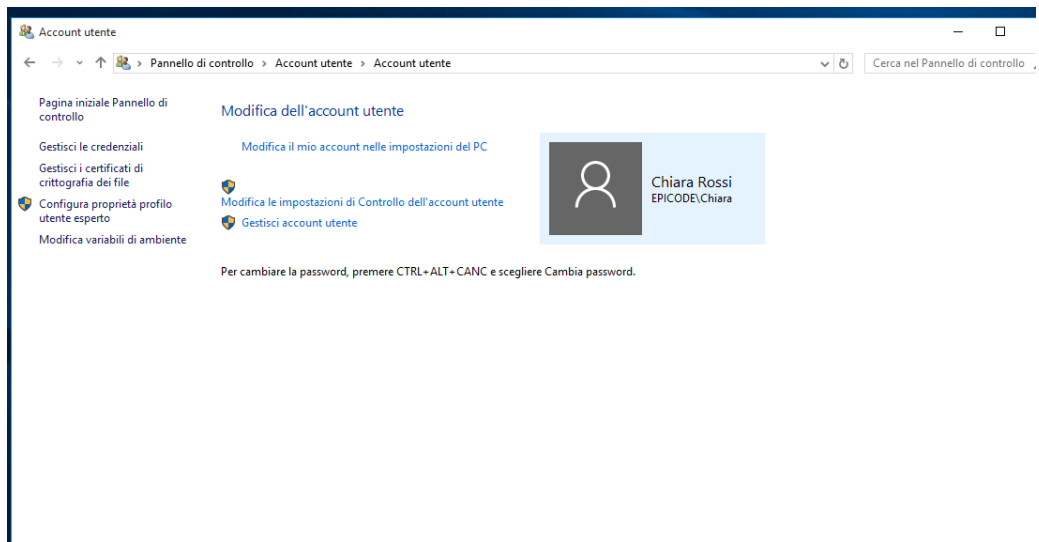 Account utente
Pannello di controllo > Account utente > Account utente
Cerca nel Pannello di controllo
Pagina iniziale Pannello di
controllo
Gestisci le credenziali
Gestisci i certificati di
crittografia dei file
Configura proprietà profilo
utente esperto
Modifica variabili di ambiente
Modifica dell'account utente
Modifica il mio account nelle impostazioni del PC
Modifica le impostazioni di Controllo dell'account utente
Gestisci account utente
Chiara Rossi
EPICODE\Chiara
Per cambiare la password, premere CTRL+ALT+CANC e scegliere Cambia password.